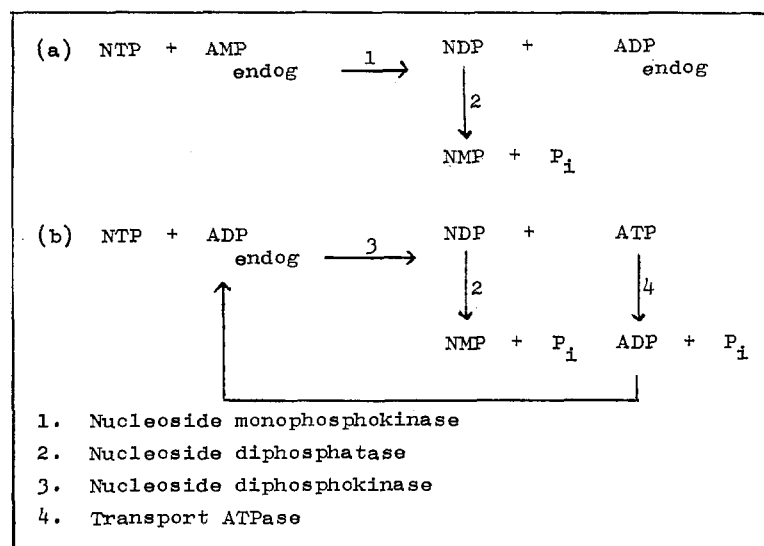 (a) NTP + AMP endog 1 NDP + ADP endog
2
NMP + Pi
(b) NTP + ADP endog 3 NDP + ATP
2 4
NMP + Pi ADP + Pi
1. Nucleoside monophosphokinase
2. Nucleoside diphosphatase
3. Nucleoside diphosphokinase
4. Transport ATPase